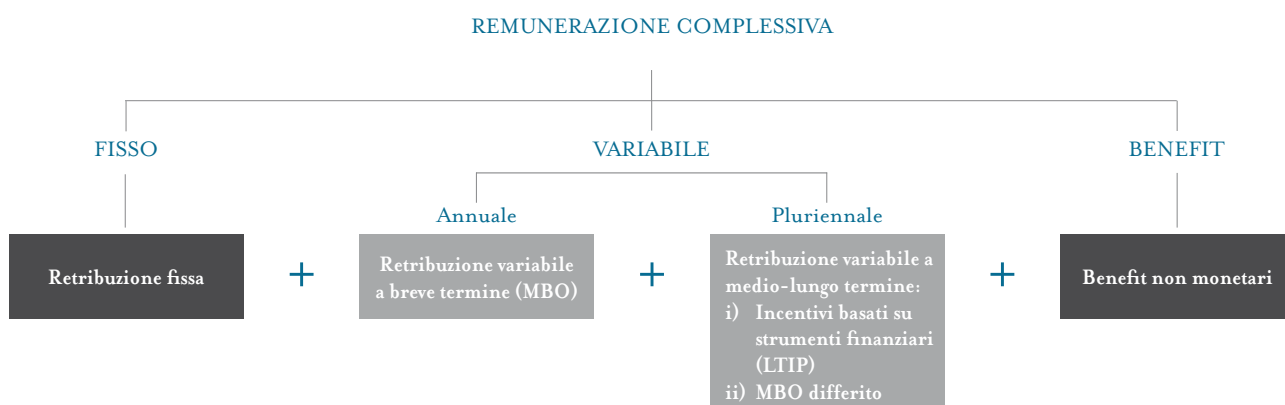 REMUNERAZIONE COMPLESSIVA
FISSO
VARIABILE
BENEFIT
Annuale
Pluriennale
Retribuzione fissa
+
Retribuzione variabile
a breve termine (MBO)
+
Retribuzione variabile a
medio-lungo termine:
i) Incentivi basati su
strumenti finanziari
(LTIP)
ii) MBO differito
+
Benefit non monetari